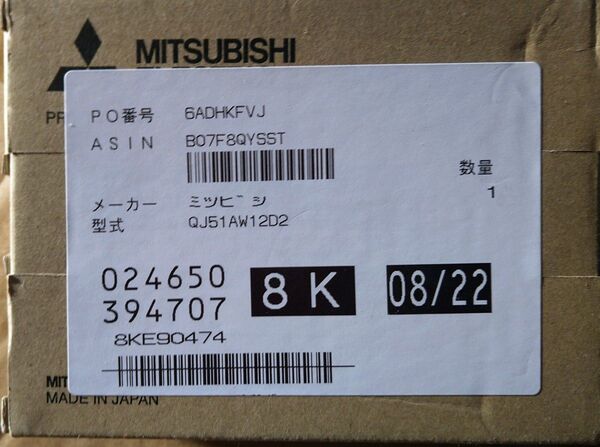 MITSUBISHI
PO番号 6ADHKFVJ
ASIN B07F8QYSST
数量
メーカー ミツビシ 1
型式 QJ51AW12D2
024650 8K 08/22
394707
8KE90474
MIT
MADE IN JAPAN